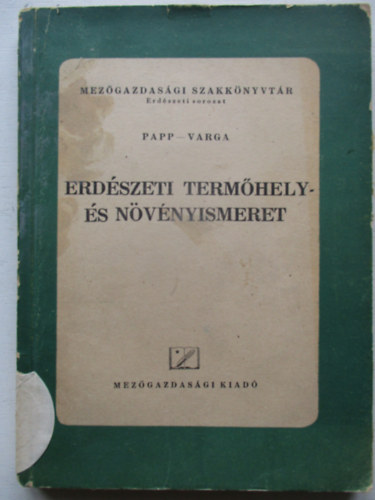 MEZŐGAZDASÁGI SZAKKÖNYVTÁR
Erdészeti sorozat
PAPP – VARGA
ERDÉSZETI TERMŐHELY-
ÉS NÖVÉNYISMERET
MEZŐGAZDASÁGI KIADÓ